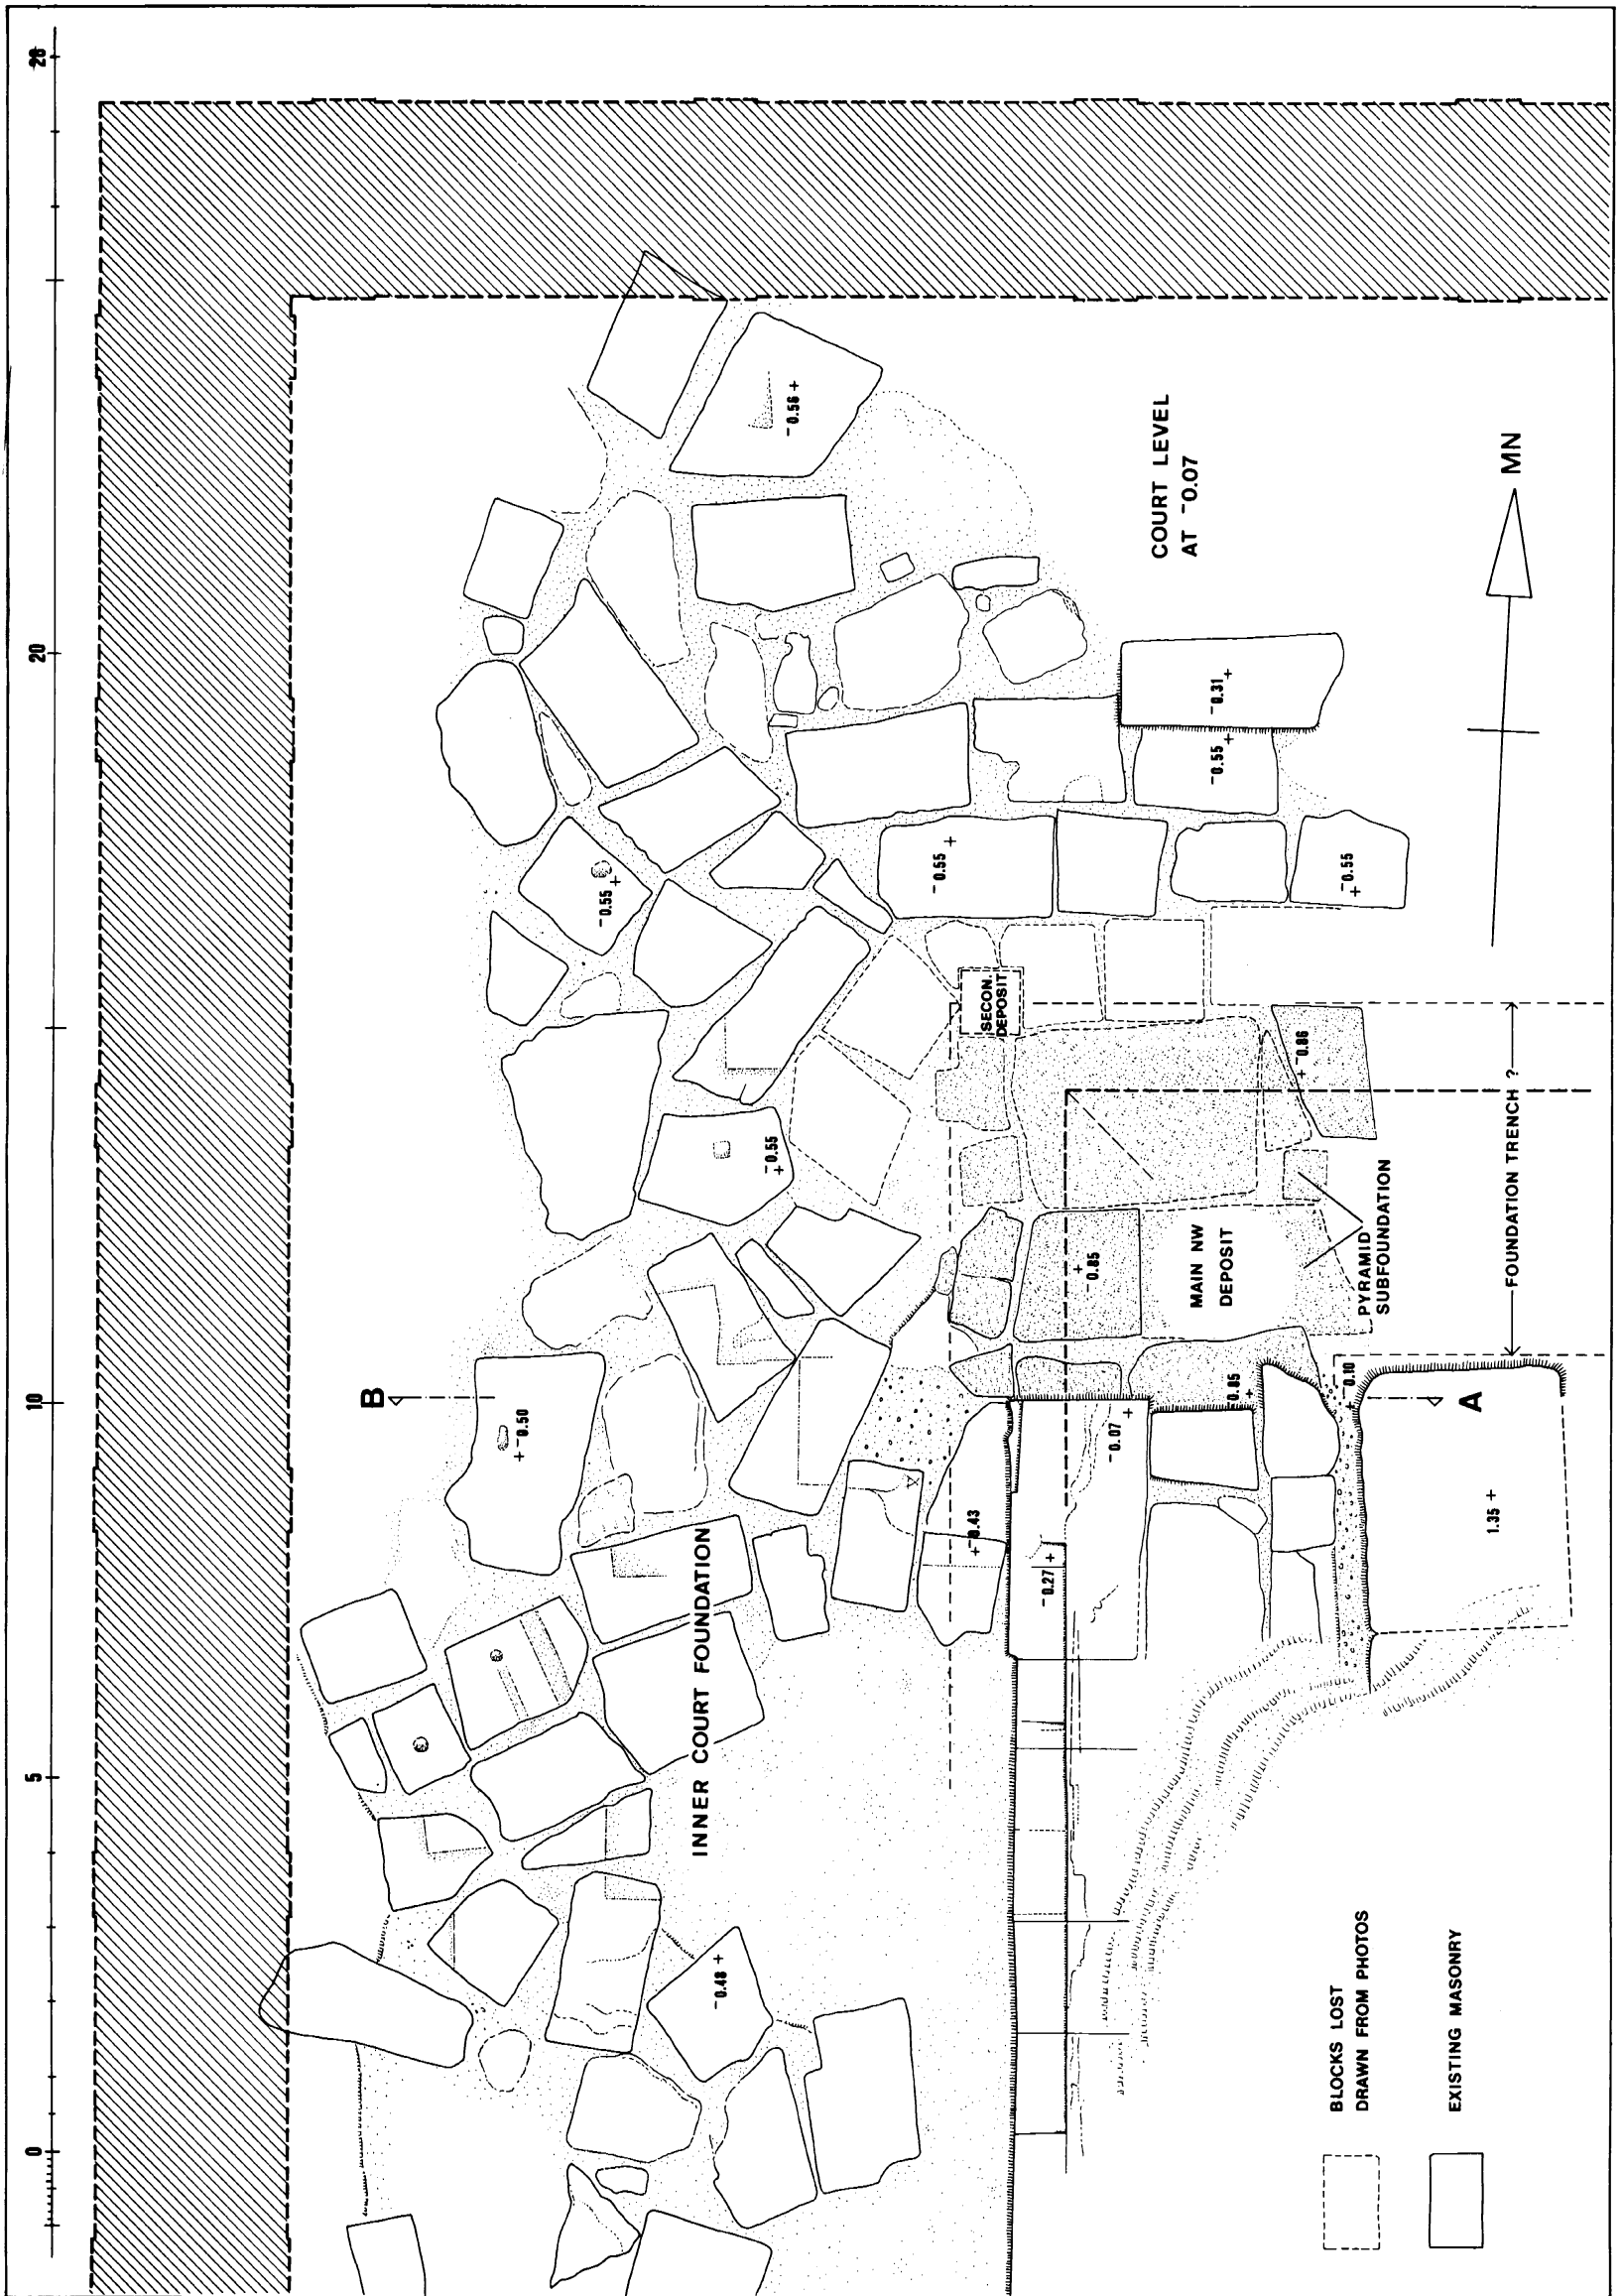 28
20
10
5
0
-0.56 +
COURT LEVEL
AT -0.07
MN
-0.31 +
-0.55 +
-0.55 +
-0.55 +
+ -0.55
SECON.
DEPOSIT
+ -0.86
+ -0.55
FOUNDATION TRENCH ?
+ -0.85
MAIN NW
DEPOSIT
PYRAMID
SUBFOUNDATION
B
+ -0.50
-0.85 +
+ 0.10
A
-0.07 +
+ -0.43
-0.27 +
1.35 +
INNER COURT FOUNDATION
-0.48 +
BLOCKS LOST
DRAWN FROM PHOTOS
EXISTING MASONRY